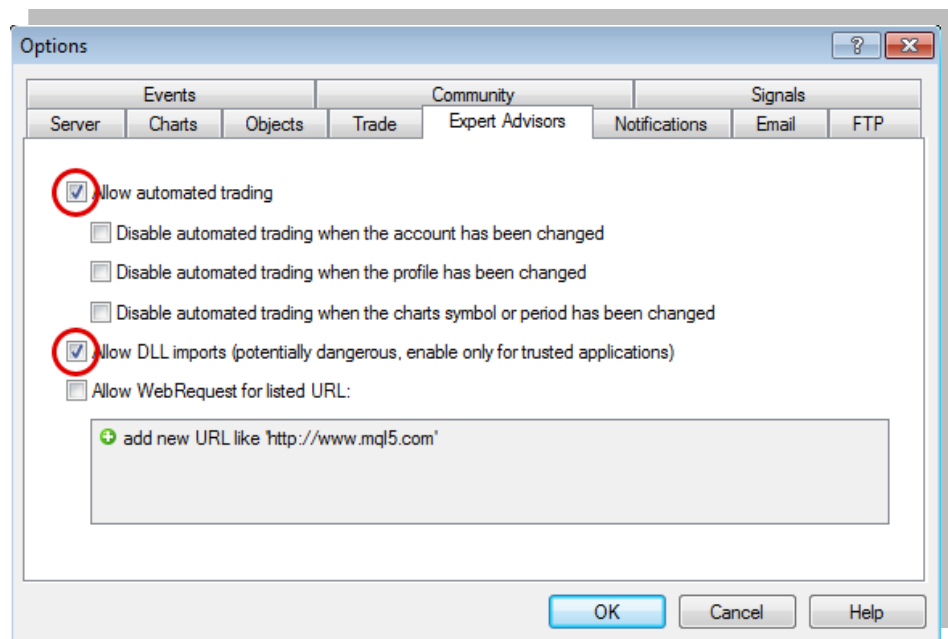 Options
Events Community Signals
Server Charts Objects Trade Expert Advisors Notifications Email FTP
Allow automated trading
Disable automated trading when the account has been changed
Disable automated trading when the profile has been changed
Disable automated trading when the charts symbol or period has been changed
Allow DLL imports (potentially dangerous, enable only for trusted applications)
Allow WebRequest for listed URL:
add new URL like 'http://www.mql5.com'
OK Cancel Help